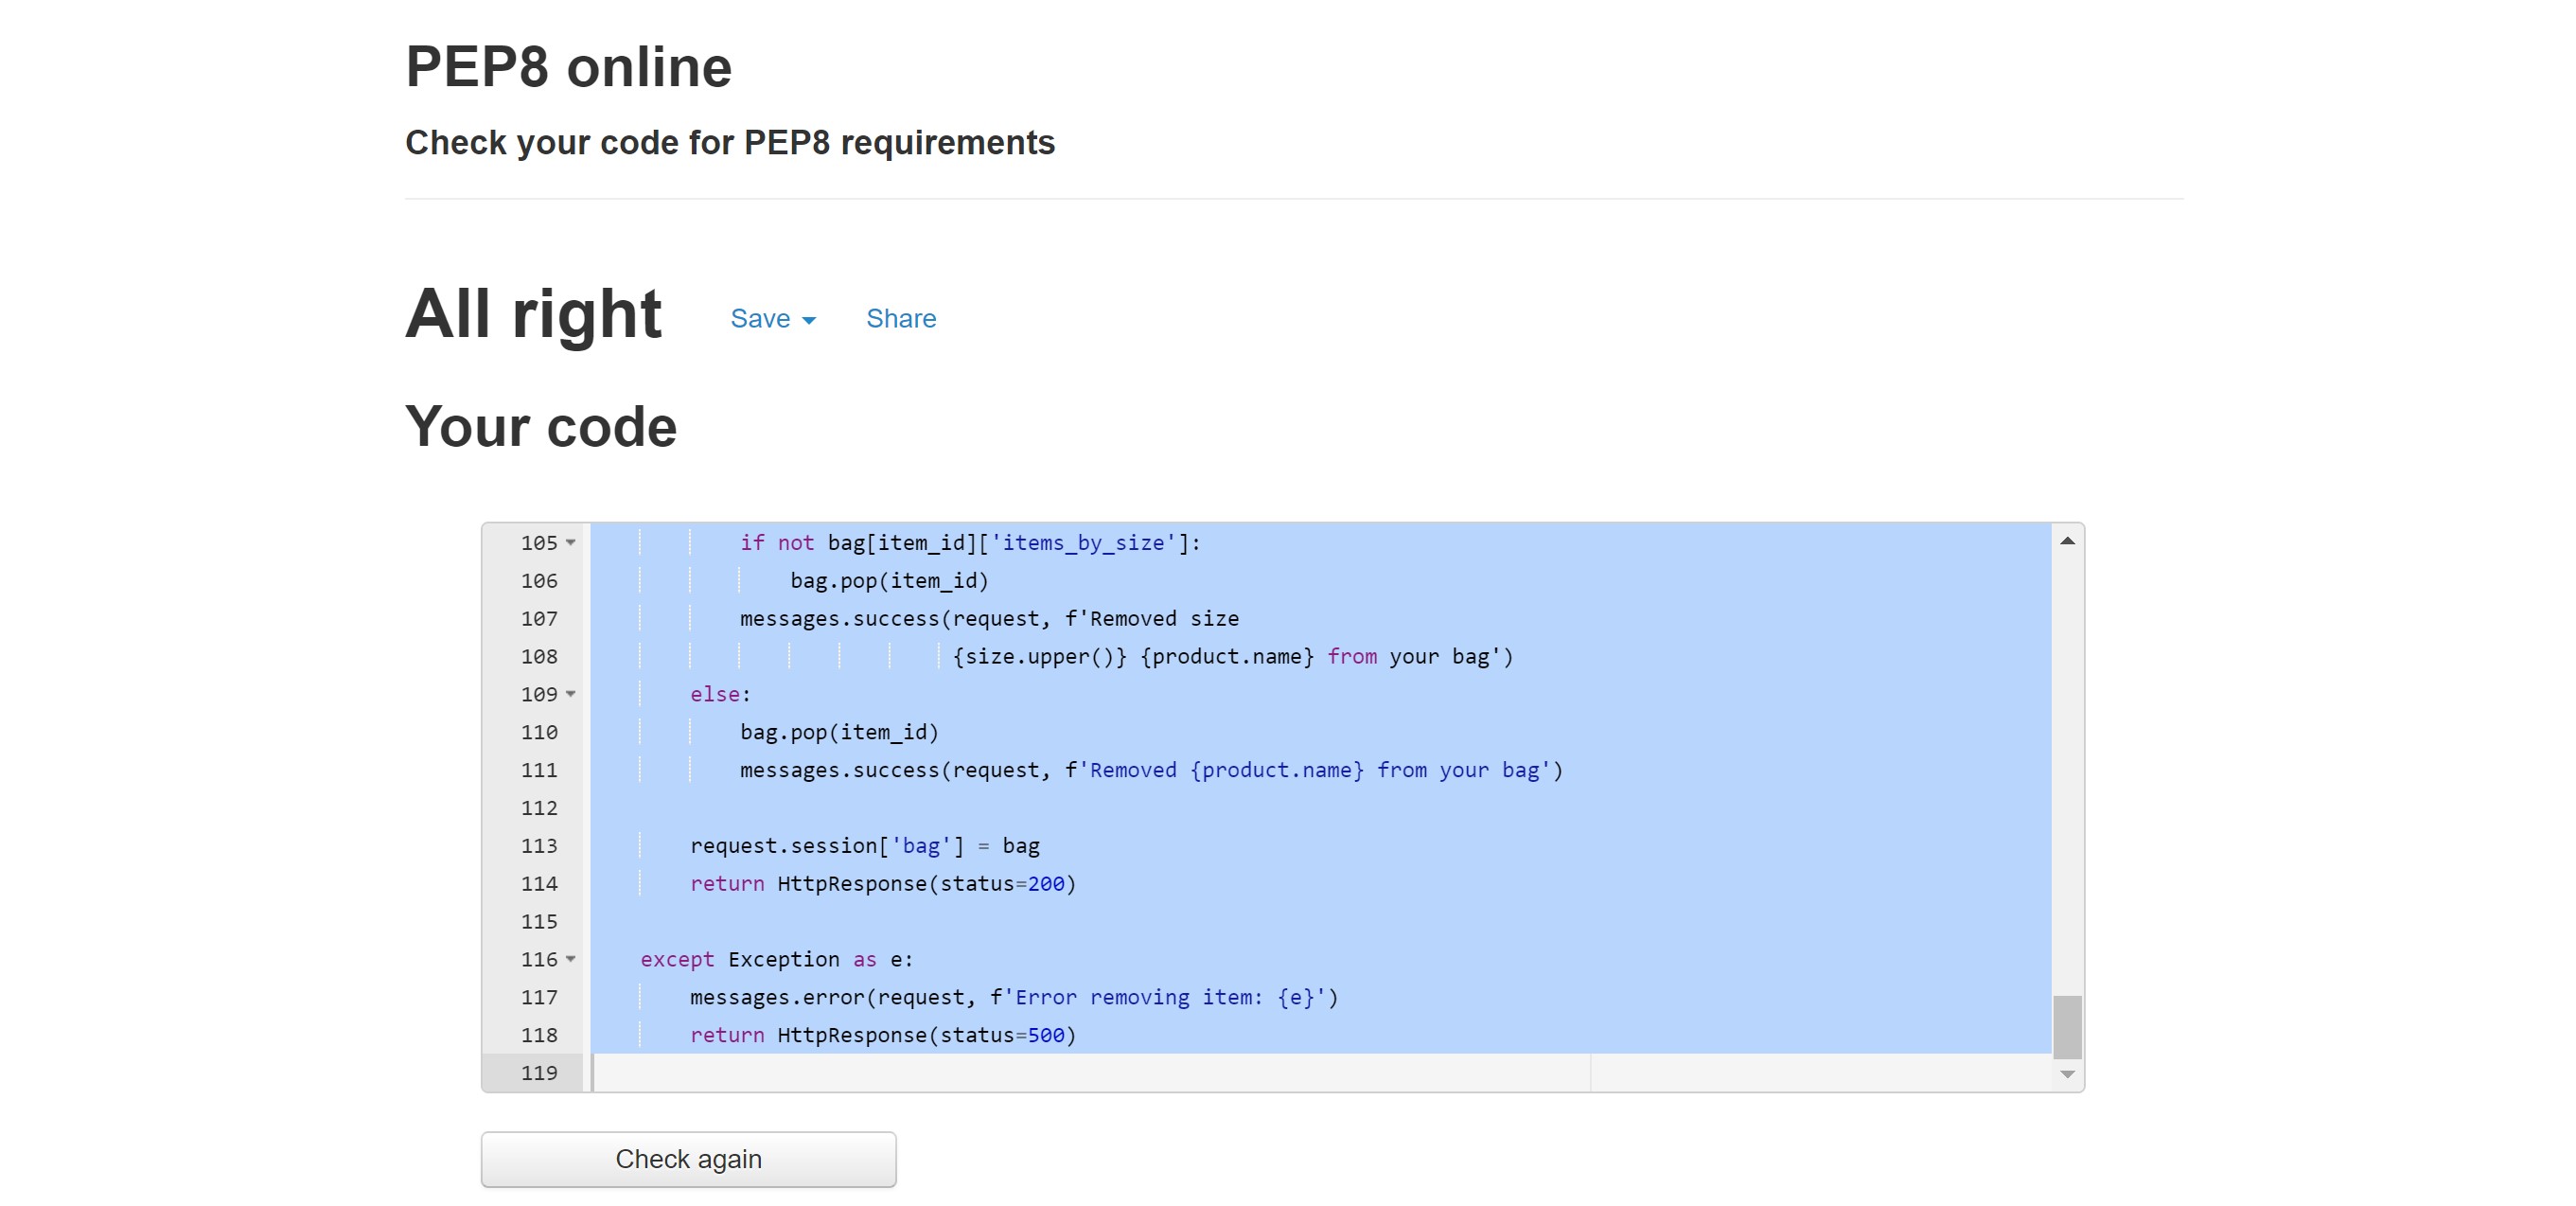 PEP8 online
Check your code for PEP8 requirements
All right Save Share
Your code
105 if not bag[item_id]['items_by_size']:
106 bag.pop(item_id)
107 messages.success(request, f'Removed size
108 {size.upper()} {product.name} from your bag')
109 else:
110 bag.pop(item_id)
111 messages.success(request, f'Removed {product.name} from your bag')
112
113 request.session['bag'] = bag
114 return HttpResponse(status=200)
115
116 except Exception as e:
117 messages.error(request, f'Error removing item: {e}')
118 return HttpResponse(status=500)
119
Check again